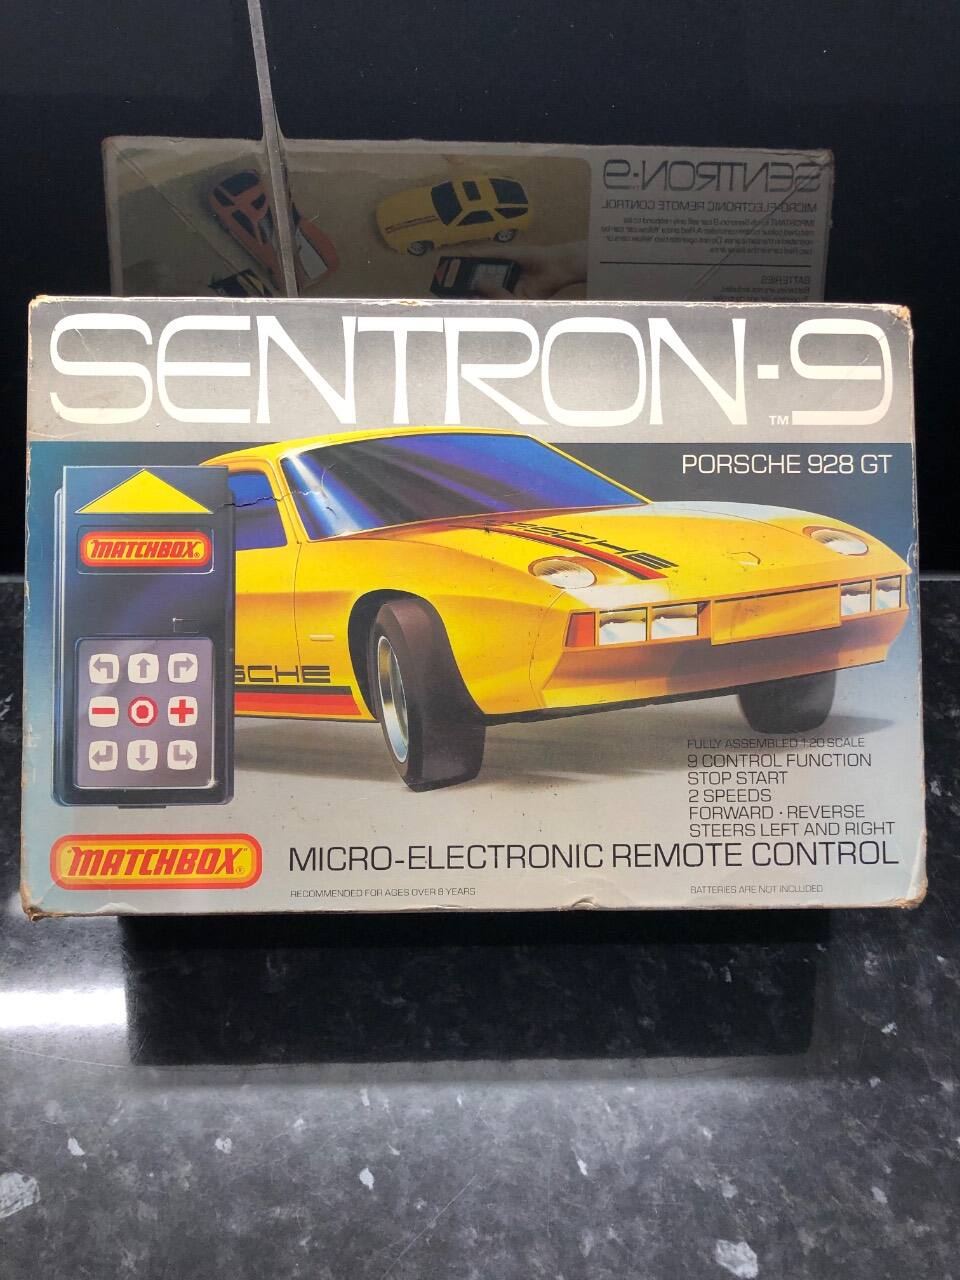 SENTRON-9
MICRO-ELECTRONIC REMOTE CONTROL
BATTERIES
SENTRON-9
TM
PORSCHE 928 GT
MATCHBOX®
PORSCHE
SCHE
FULLY ASSEMBLED 1:20 SCALE
9 CONTROL FUNCTION
STOP START
2 SPEEDS
FORWARD · REVERSE
STEERS LEFT AND RIGHT
MATCHBOX®
MICRO-ELECTRONIC REMOTE CONTROL
RECOMMENDED FOR AGES OVER 8 YEARS
BATTERIES ARE NOT INCLUDED